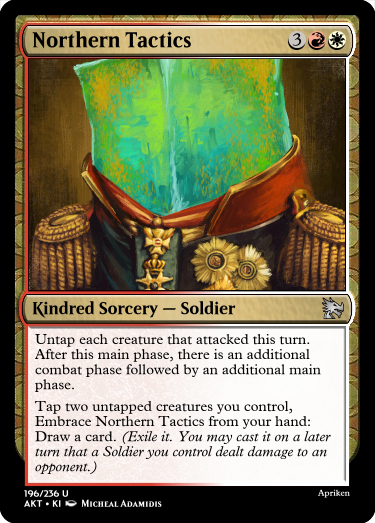 Northern Tactics
3
Kindred Sorcery — Soldier
Untap each creature that attacked this turn.
After this main phase, there is an additional
combat phase followed by an additional main
phase.
Tap two untapped creatures you control,
Embrace Northern Tactics from your hand:
Draw a card. (Exile it. You may cast it on a later
turn that a Soldier you control dealt damage to an
opponent.)
196/236 U
Apriken
AKT • KI Micheal Adamidis